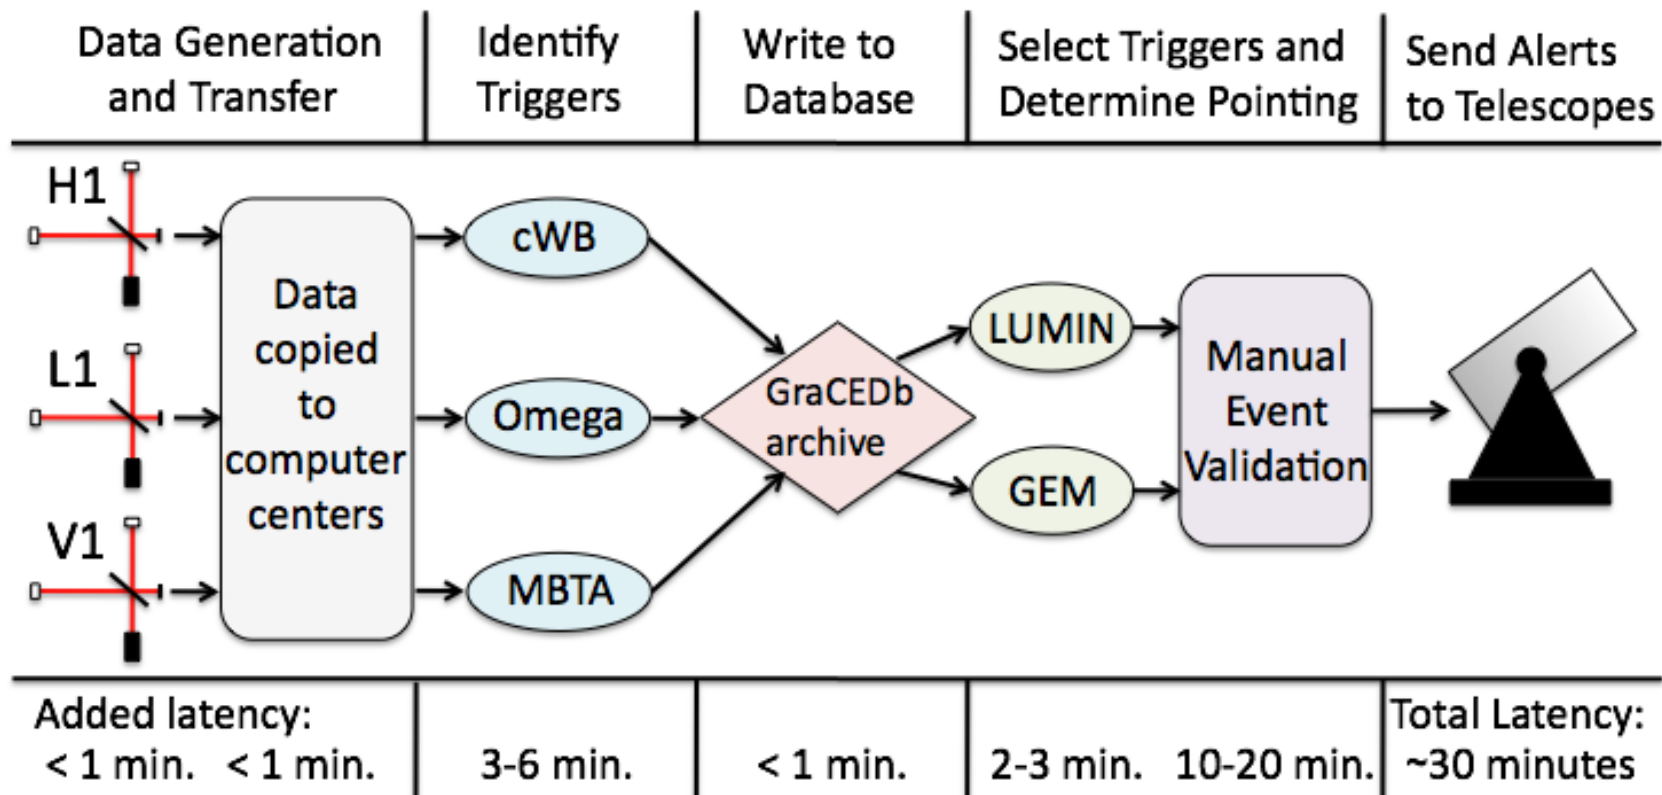 Data Generation
and Transfer
Identify
Triggers
Write to
Database
Select Triggers and
Determine Pointing
Send Alerts
to Telescopes
H1
L1
V1
Data
copied
to
computer
centers
cWB
Omega
MBTA
GraCEDb
archive
LUMIN
GEM
Manual
Event
Validation
Added latency:
< 1 min. < 1 min.
3-6 min.
< 1 min.
2-3 min. 10-20 min.
Total Latency:
~30 minutes